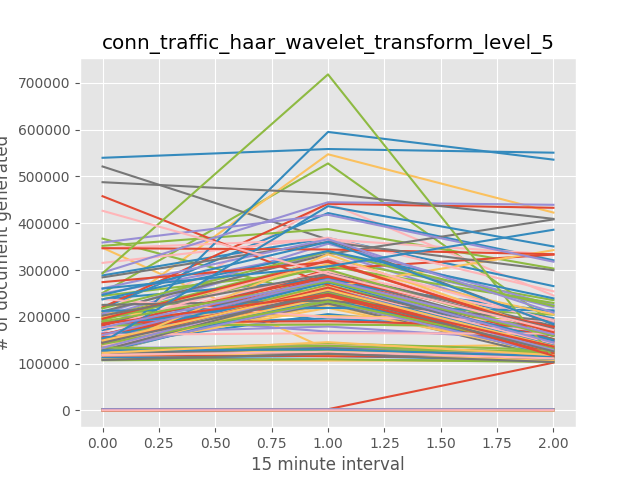 conn_traffic_haar_wavelet_transform_level_5
# of document generated
700000
600000
500000
400000
300000
200000
100000
0
0.00 0.25 0.50 0.75 1.00 1.25 1.50 1.75 2.00
15 minute interval